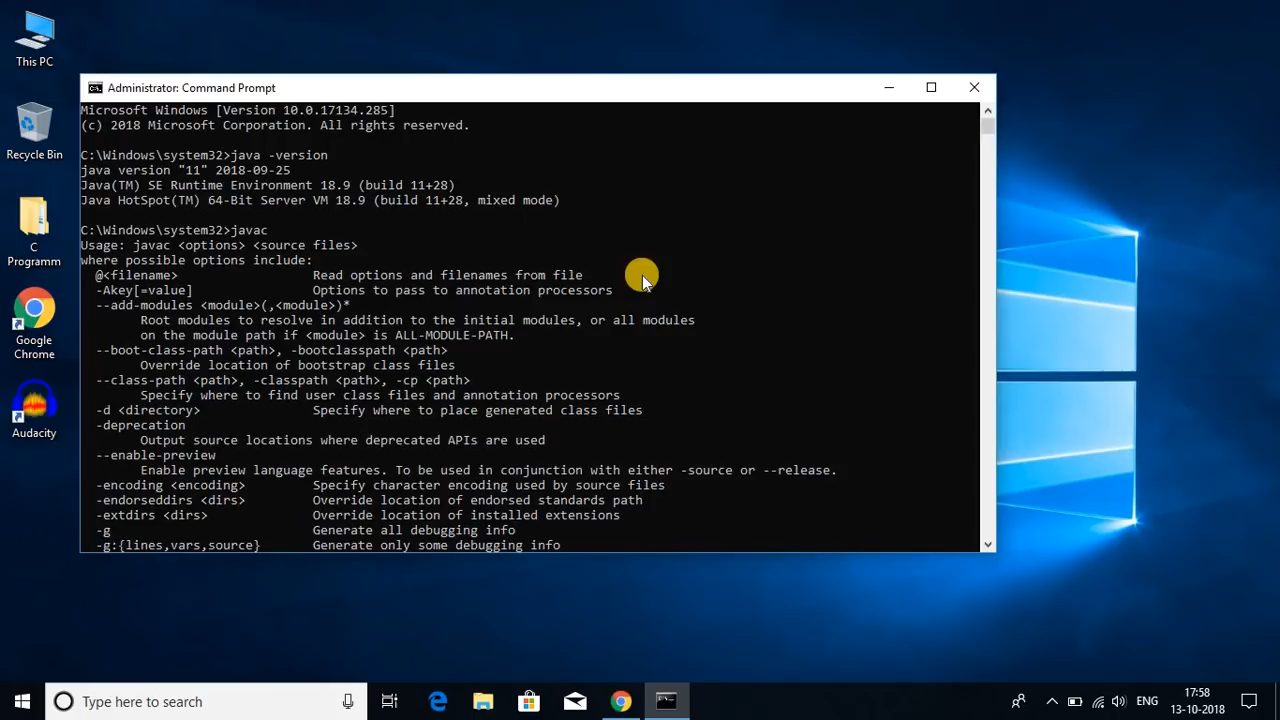 This PC
Recycle Bin
C
Programm
Google
Chrome
Audacity
Administrator: Command Prompt
Microsoft Windows [Version 10.0.17134.285]
(c) 2018 Microsoft Corporation. All rights reserved.
C:\Windows\system32>java -version
java version "11" 2018-09-25
Java(TM) SE Runtime Environment 18.9 (build 11+28)
Java HotSpot(TM) 64-Bit Server VM 18.9 (build 11+28, mixed mode)
C:\Windows\system32>javac
Usage: javac <options> <source files>
where possible options include:
@<filename> Read options and filenames from file
-Akey[=value] Options to pass to annotation processors
--add-modules <module>(,<module>)*
Root modules to resolve in addition to the initial modules, or all modules
on the module path if <module> is ALL-MODULE-PATH.
--boot-class-path <path>, -bootclasspath <path>
Override location of bootstrap class files
--class-path <path>, -classpath <path>, -cp <path>
Specify where to find user class files and annotation processors
-d <directory> Specify where to place generated class files
-deprecation
Output source locations where deprecated APIs are used
--enable-preview
Enable preview language features. To be used in conjunction with either -source or --release.
-encoding <encoding> Specify character encoding used by source files
-endorseddirs <dirs> Override location of endorsed standards path
-extdirs <dirs> Override location of installed extensions
-g Generate all debugging info
-g:{lines,vars,source} Generate only some debugging info
Type here to search
ENG
17:58
13-10-2018